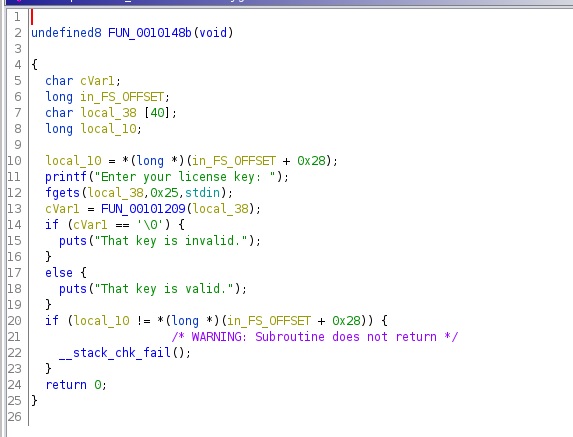 1
2 undefined8 FUN_0010148b(void)
3
4 {
5 char cVar1;
6 long in_FS_OFFSET;
7 char local_38 [40];
8 long local_10;
9
10 local_10 = *(long *)(in_FS_OFFSET + 0x28);
11 printf("Enter your license key: ");
12 fgets(local_38,0x25,stdin);
13 cVar1 = FUN_00101209(local_38);
14 if (cVar1 == '\0') {
15 puts("That key is invalid.");
16 }
17 else {
18 puts("That key is valid.");
19 }
20 if (local_10 != *(long *)(in_FS_OFFSET + 0x28)) {
21 /* WARNING: Subroutine does not return */
22 __stack_chk_fail();
23 }
24 return 0;
25 }
26